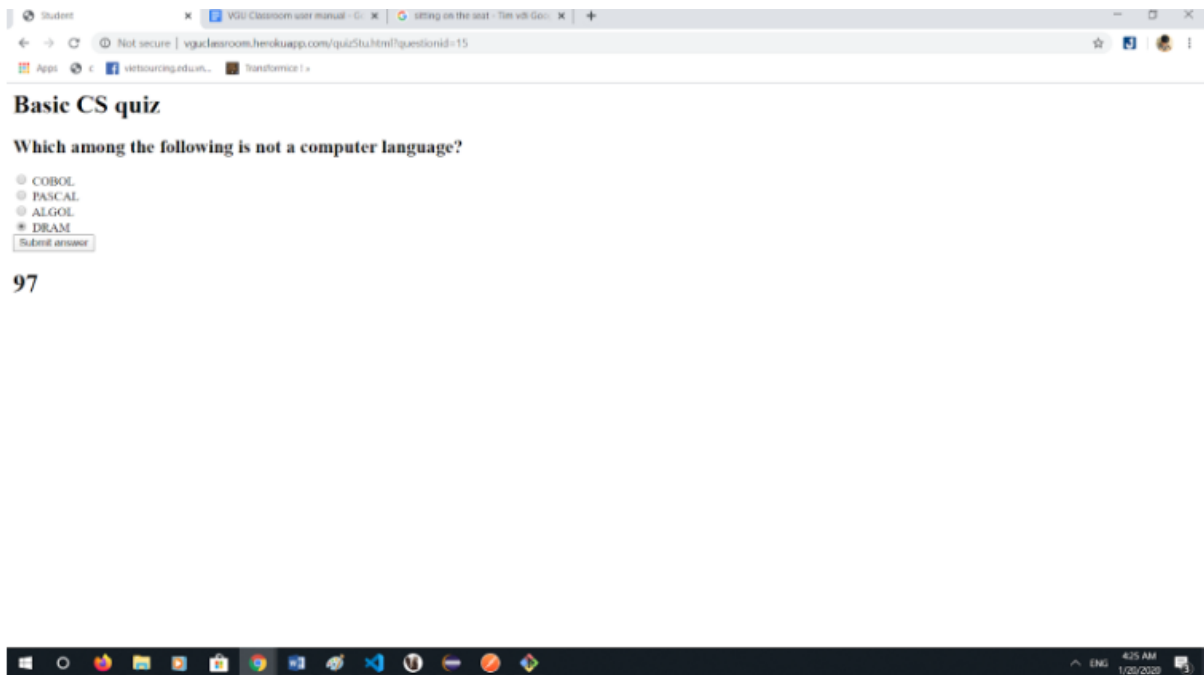 Student
VGU Classroom user manual - G
sitting on the seat - Tìm với Goo
Not secure | vguclassroom.herokuapp.com/quizStu.html?questionid=15
Apps
c
vietsourcing.edu.vn...
Transformice ! »
Basic CS quiz
Which among the following is not a computer language?
COBOL
PASCAL
ALGOL
DRAM
Submit answer
97
ENG
4:25 AM
1/20/2020